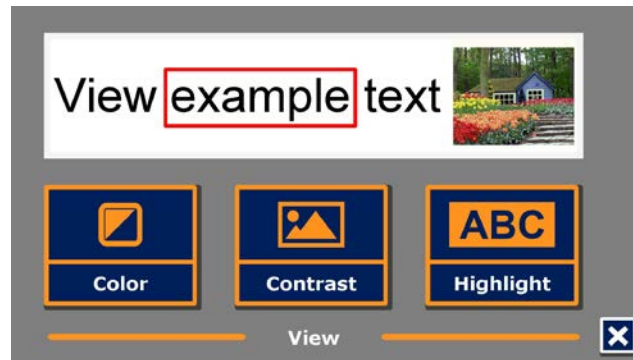 View example text
ABC
Color Contrast Highlight
View